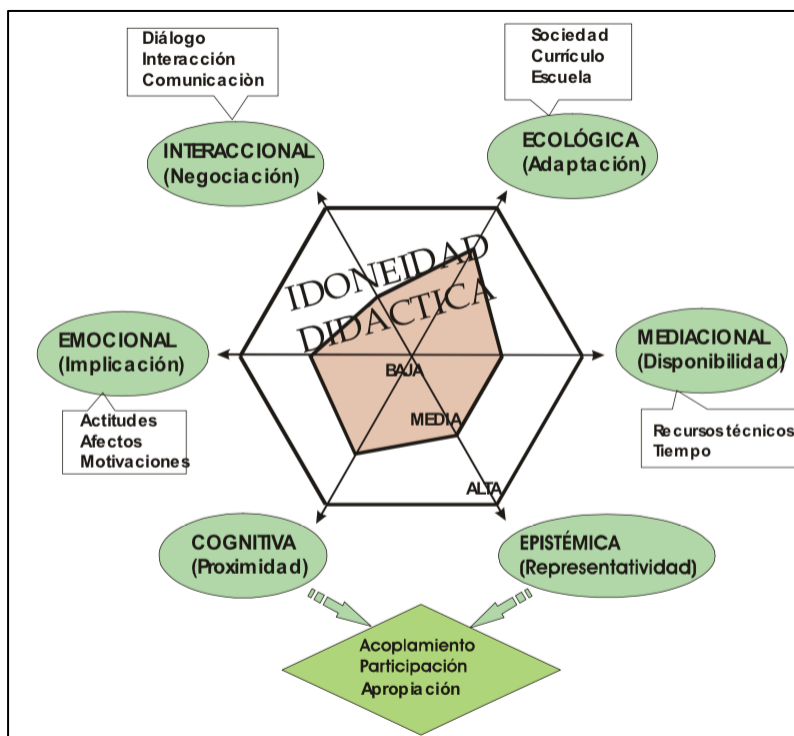 Diálogo
Interacción
Comunicaciòn
Sociedad
Currículo
Escuela
INTERACCIONAL
(Negociación)
ECOLÓGICA
(Adaptación)
IDONEIDAD
DIDACTICA
EMOCIONAL
(Implicación)
MEDIACIONAL
(Disponibilidad)
BAJA
MEDIA
ALTA
Actitudes
Afectos
Motivaciones
Recursos técnicos
Tiempo
COGNITIVA
(Proximidad)
EPISTÉMICA
(Representatividad)
Acoplamiento
Participación
Apropiación